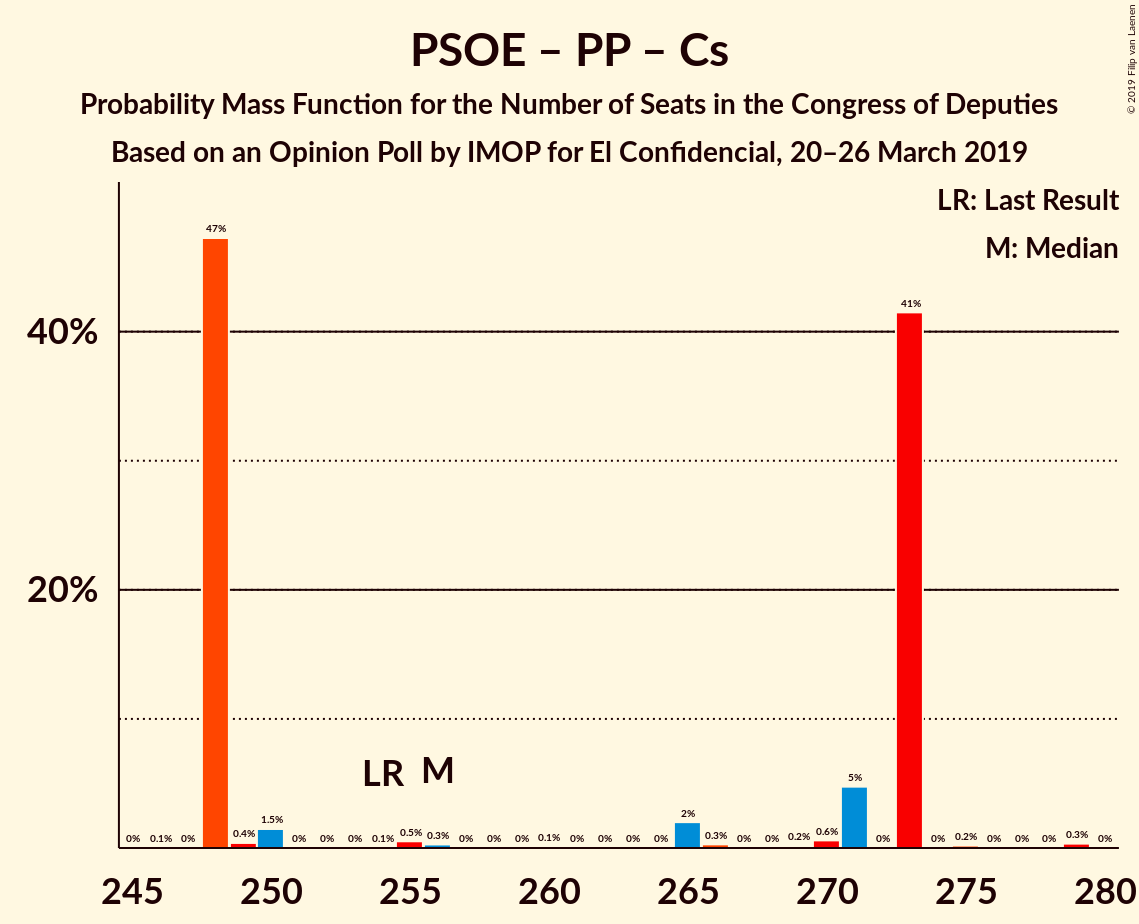 PSOE – PP – Cs
Probability Mass Function for the Number of Seats in the Congress of Deputies
Based on an Opinion Poll by IMOP for El Confidencial, 20–26 March 2019
© 2019 Filip van Laenen
LR: Last Result
M: Median
40%
20%
0% 0.1% 0% 47% 0.4% 1.5% 0% 0% 0% 0.1% 0.5% 0.3% 0% 0% 0% 0.1% 0% 0% 0% 0% 2% 0.3% 0% 0% 0.2% 0.6% 5% 0% 41% 0% 0.2% 0% 0% 0% 0.3% 0%
LR M
245 250 255 260 265 270 275 280